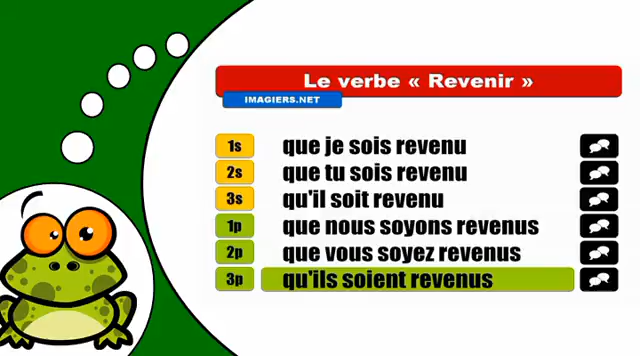 Le verbe « Revenir »
IMAGIERS.NET
1s que je sois revenu
2s que tu sois revenu
3s qu'il soit revenu
1p que nous soyons revenus
2p que vous soyez revenus
3p qu'ils soient revenus